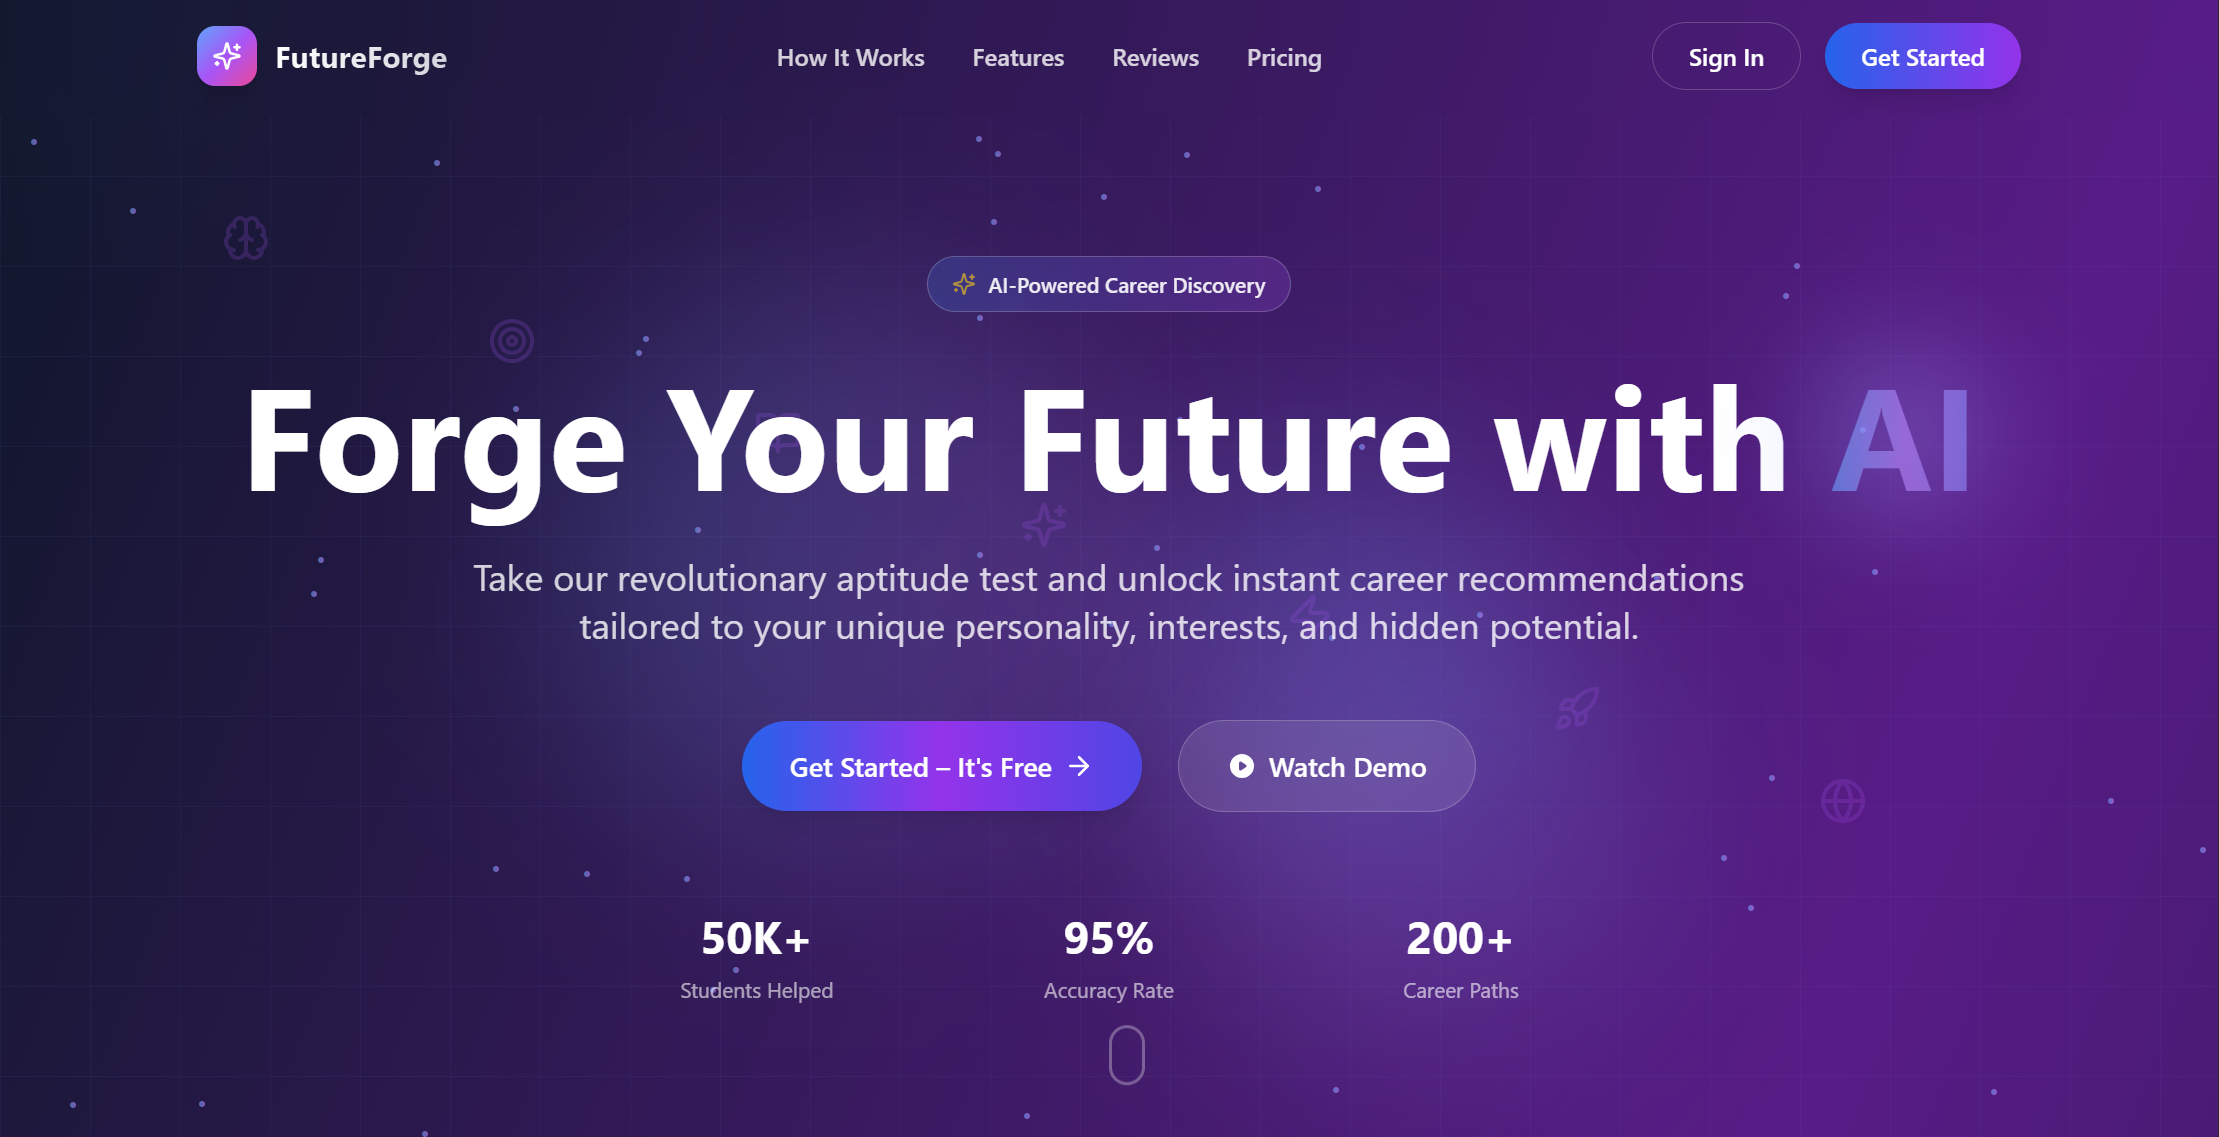 FutureForge
How It Works
Features
Reviews
Pricing
Sign In
Get Started
AI-Powered Career Discovery
Forge Your Future with AI
Take our revolutionary aptitude test and unlock instant career recommendations
tailored to your unique personality, interests, and hidden potential.
Get Started – It's Free
Watch Demo
50K+
Students Helped
95%
Accuracy Rate
200+
Career Paths